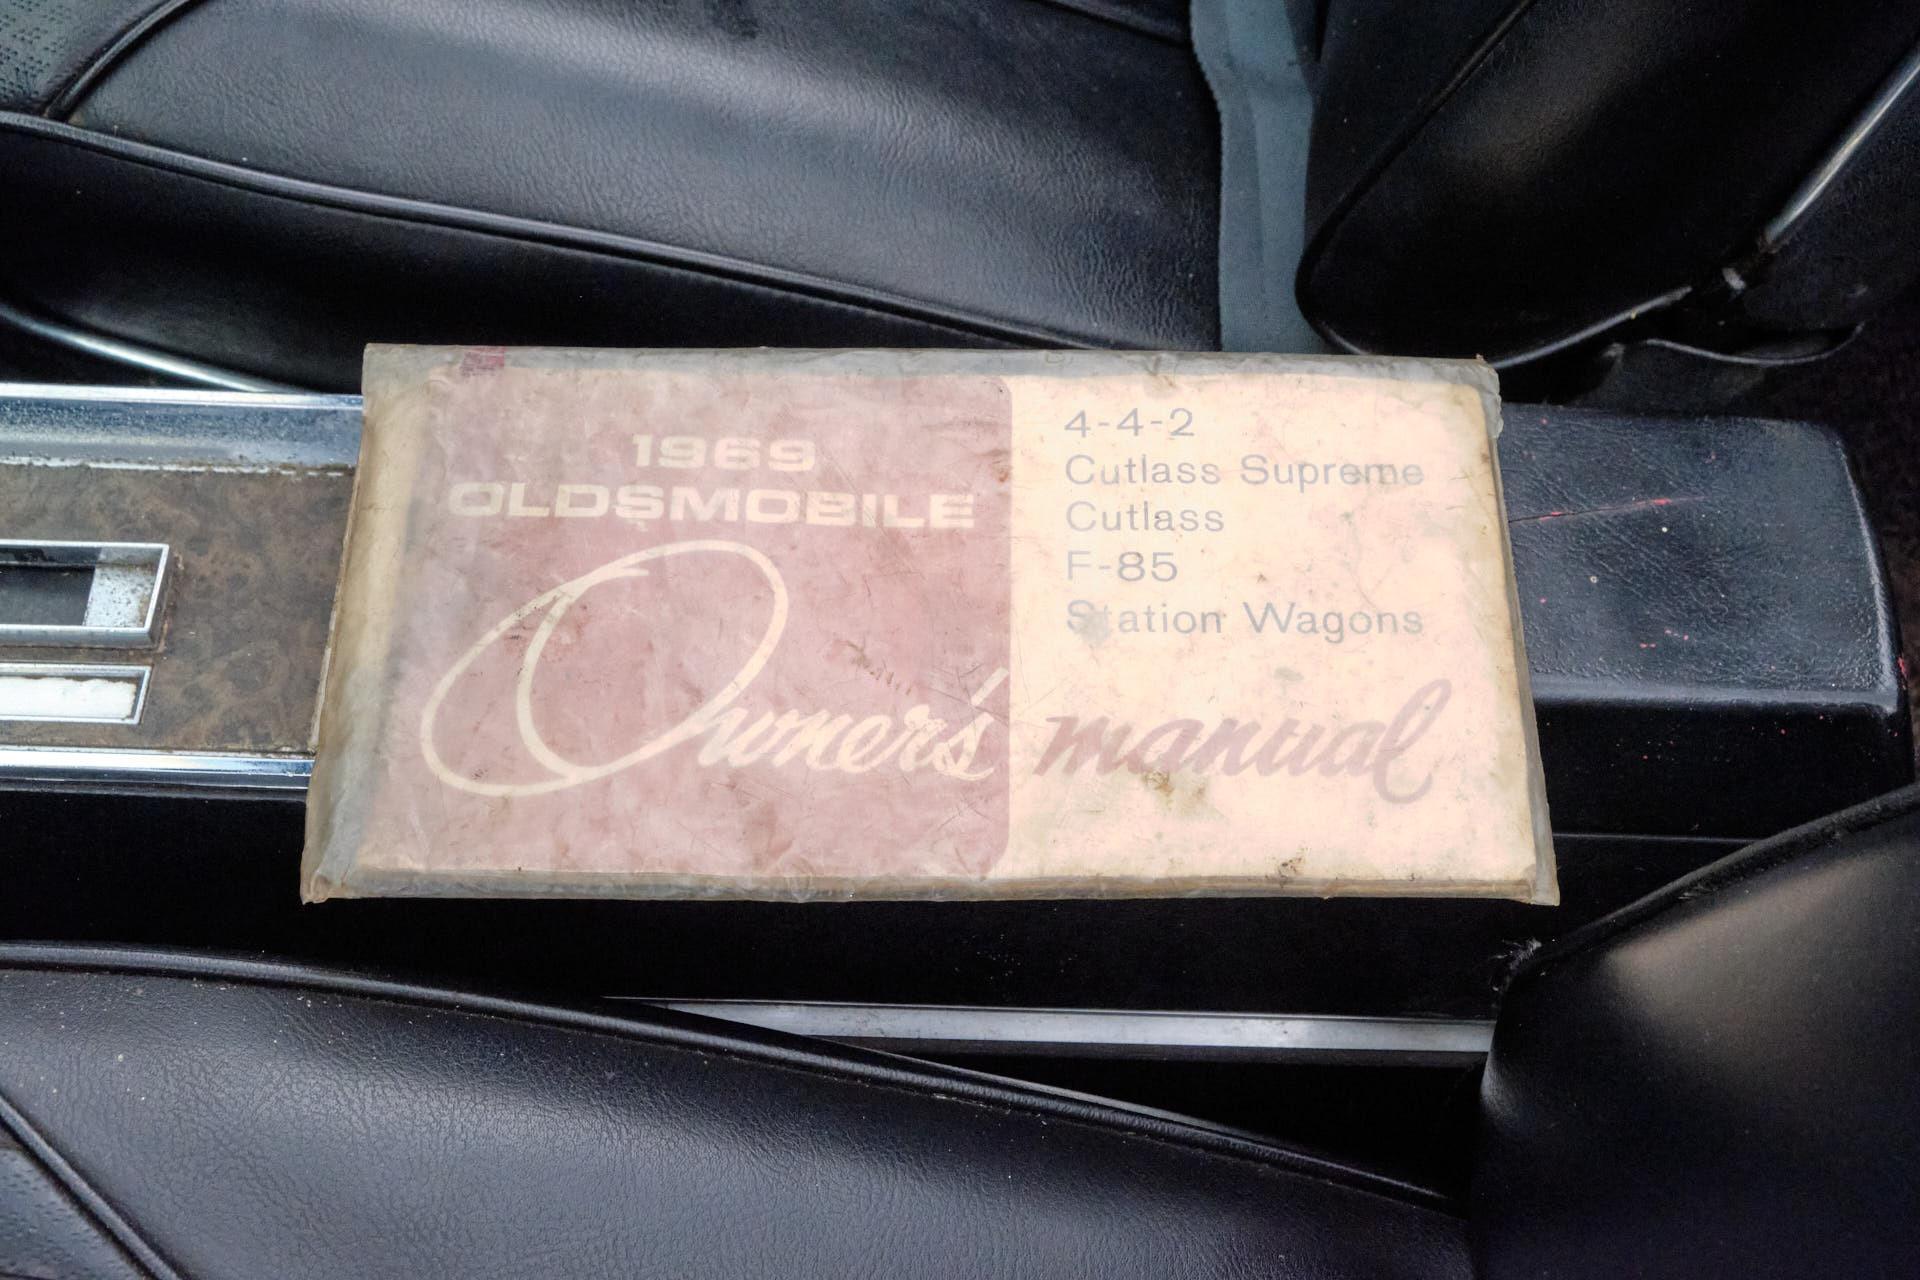 1969
OLDSMOBILE
Owner's manual
4-4-2
Cutlass Supreme
Cutlass
F-85
Station Wagons